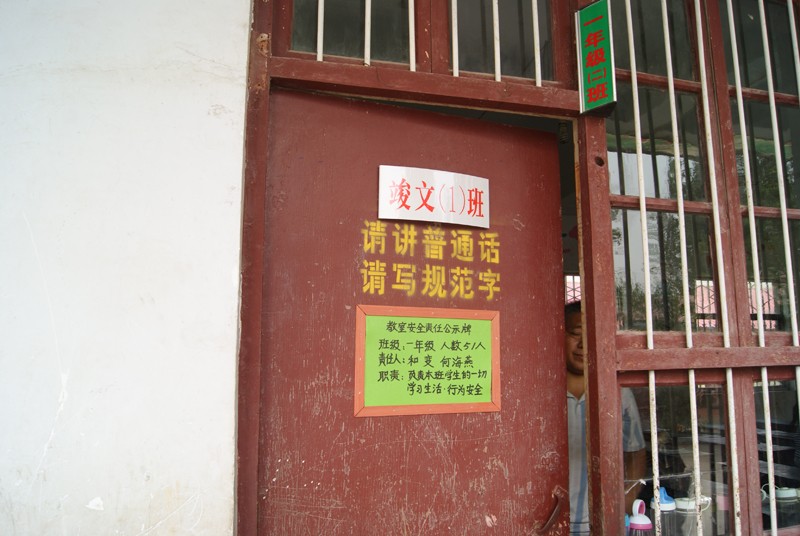 一年级(二)班
竣文(1)班
请讲普通话
请写规范字
教室安全责任公示牌
班级:一年级 人数51人
责任人:和变 何海燕
职责:负责本班学生的一切
学习生活·行为安全